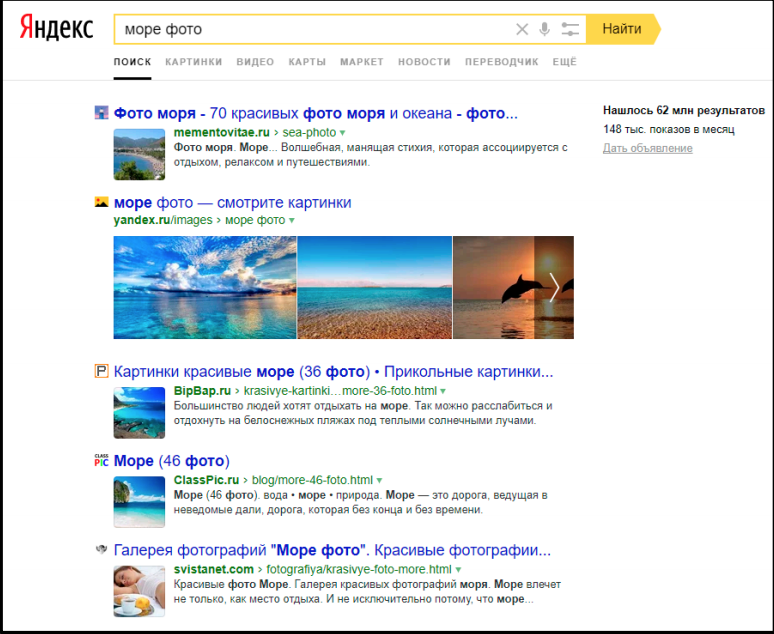 Яндекс
море фото
Найти
ПОИСК КАРТИНКИ ВИДЕО КАРТЫ МАРКЕТ НОВОСТИ ПЕРЕВОДЧИК ЕЩЁ
Фото моря - 70 красивых фото моря и океана - фото...
mementovitae.ru › sea-photo
Фото моря. Море... Волшебная, манящая стихия, которая ассоциируется с
отдыхом, релаксом и путешествиями.
Нашлось 62 млн результатов
148 тыс. показов в месяц
Дать объявление
море фото — смотрите картинки
yandex.ru/images › море фото
Картинки красивые море (36 фото) • Прикольные картинки...
BipBap.ru › krasivye-kartinki…more-36-foto.html
Большинство людей хотят отдыхать на море. Так можно расслабиться и
отдохнуть на белоснежных пляжах под теплыми солнечными лучами.
CLASS
PIC
Море (46 фото)
ClassPic.ru › blog/more-46-foto.html
Море (46 фото). вода • море • природа. Море — это дорога, ведущая в
неведомые дали, дорога, которая без конца и без времени.
Галерея фотографий "Море фото". Красивые фотографии...
svistanet.com › fotografiya/krasivye-foto-more.html
Красивые фото Море. Галерея красивых фотографий моря. Море влечет
не только, как место отдыха. И не исключительно потому, что море...